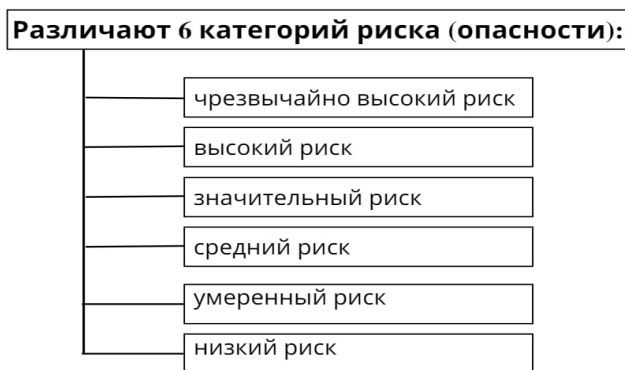 Различают 6 категорий риска (опасности):
чрезвычайно высокий риск
высокий риск
значительный риск
средний риск
умеренный риск
низкий риск